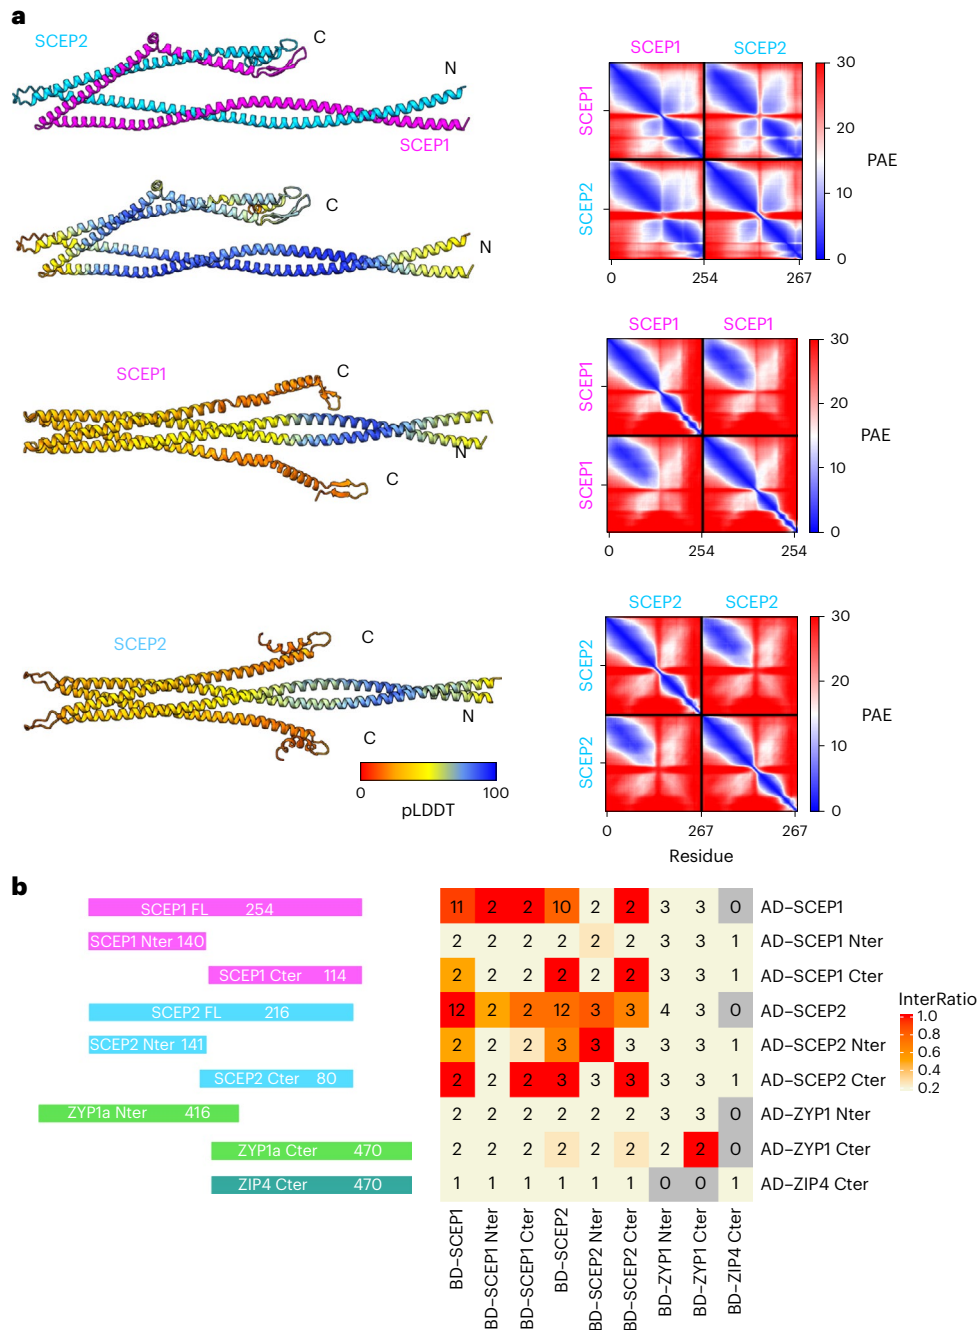 a
SCEP2
C
N
SCEP1
C
N
SCEP1 SCEP2
SCEP1
SCEP2
0 254 267
30
20
10
0
PAE
SCEP1
C
N
C
SCEP1 SCEP1
SCEP1
SCEP1
0 254 254
30
20
10
0
PAE
SCEP2
C
N
C
0 100
pLDDT
SCEP2 SCEP2
SCEP2
SCEP2
0 267 267
Residue
30
20
10
0
PAE
b
SCEP1 FL 254
SCEP1 Nter 140
SCEP1 Cter 114
SCEP2 FL 216
SCEP2 Nter 141
SCEP2 Cter 80
ZYP1a Nter 416
ZYP1a Cter 470
ZIP4 Cter 470
11 2 2 10 2 2 3 3 0 AD–SCEP1
2 2 2 2 2 2 3 3 1 AD–SCEP1 Nter
2 2 2 2 2 2 3 3 1 AD–SCEP1 Cter
12 2 2 12 3 3 4 3 0 AD–SCEP2
2 2 2 3 3 3 3 3 1 AD–SCEP2 Nter
2 2 2 3 3 3 3 3 1 AD–SCEP2 Cter
2 2 2 2 2 2 3 3 0 AD–ZYP1 Nter
2 2 2 2 2 2 2 2 0 AD–ZYP1 Cter
1 1 1 1 1 1 0 0 1 AD–ZIP4 Cter
BD–SCEP1
BD–SCEP1 Nter
BD–SCEP1 Cter
BD–SCEP2
BD–SCEP2 Nter
BD–SCEP2 Cter
BD–ZYP1 Nter
BD–ZYP1 Cter
BD–ZIP4 Cter
InterRatio
1.0
0.8
0.6
0.4
0.2